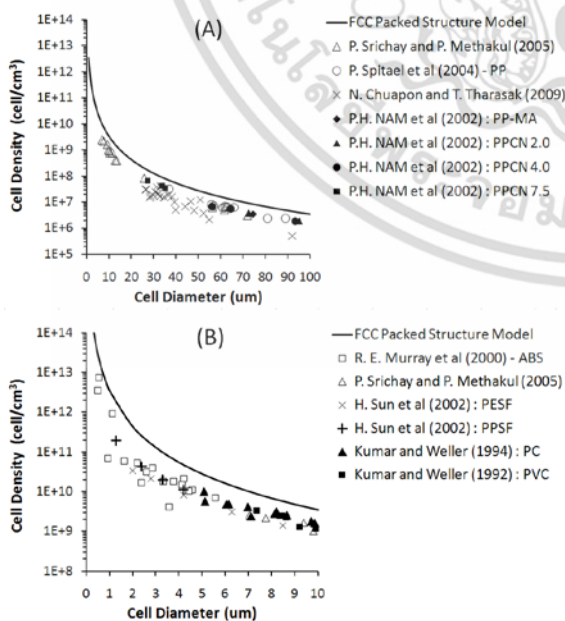 (A)
Cell Density (cell/cm³)
1E+14
1E+13
1E+12
1E+11
1E+10
1E+9
1E+8
1E+7
1E+6
1E+5
0 10 20 30 40 50 60 70 80 90 100
Cell Diameter (um)
FCC Packed Structure Model
P. Srichay and P. Methakul (2005)
P. Spltael et al (2004) - PP
N. Chuapon and T. Tharasak (2009)
P.H. NAM et al (2002) : PP-MA
P.H. NAM et al (2002) : PPCN 2.0
P.H. NAM et al (2002) : PPCN 4.0
P.H. NAM et al (2002) : PPCN 7.5
(B)
Cell Density (cell/cm³)
1E+14
1E+13
1E+12
1E+11
1E+10
1E+9
1E+8
0 1 2 3 4 5 6 7 8 9 10
Cell Diameter (um)
FCC Packed Structure Model
R. E. Murray et al (2000) - ABS
P. Srichay and P. Methakul (2005)
H. Sun et al (2002) : PESF
H. Sun et al (2002) : PPSF
Kumar and Weller (1994) : PC
Kumar and Weller (1992) : PVC